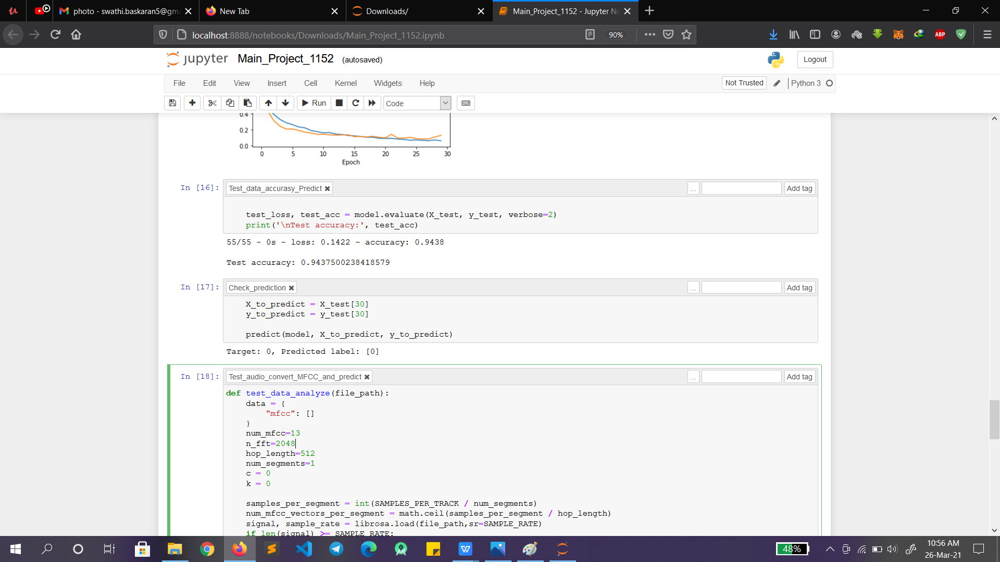 photo - swathi.baskaran5@gma
New Tab
Downloads/
Main_Project_1152 - Jupyter No
localhost:8888/notebooks/Downloads/Main_Project_1152.ipynb
90%
ABP
jupyter Main_Project_1152 (autosaved)
Logout
File Edit View Insert Cell Kernel Widgets Help
Not Trusted
Python 3
Run
Code
0.4
0.2
0.0
0 5 10 15 20 25 30
Epoch
In [16]:
Test_data_accurasy_Predict
... Add tag
test_loss, test_acc = model.evaluate(X_test, y_test, verbose=2)
print('\nTest accuracy:', test_acc)
55/55 - 0s - loss: 0.1422 - accuracy: 0.9438
Test accuracy: 0.9437500238418579
In [17]:
Check_prediction
... Add tag
X_to_predict = X_test[30]
y_to_predict = y_test[30]
predict(model, X_to_predict, y_to_predict)
Target: 0, Predicted label: [0]
In [18]:
Test_audio_convert_MFCC_and_predict
... Add tag
def test_data_analyze(file_path):
data = {
"mfcc": []
}
num_mfcc=13
n_fft=2048
hop_length=512
num_segments=1
c = 0
k = 0
samples_per_segment = int(SAMPLES_PER_TRACK / num_segments)
num_mfcc_vectors_per_segment = math.ceil(samples_per_segment / hop_length)
signal, sample_rate = librosa.load(file_path,sr=SAMPLE_RATE)
if len(signal) >= SAMPLE_RATE:
48%
10:56 AM
26-Mar-21